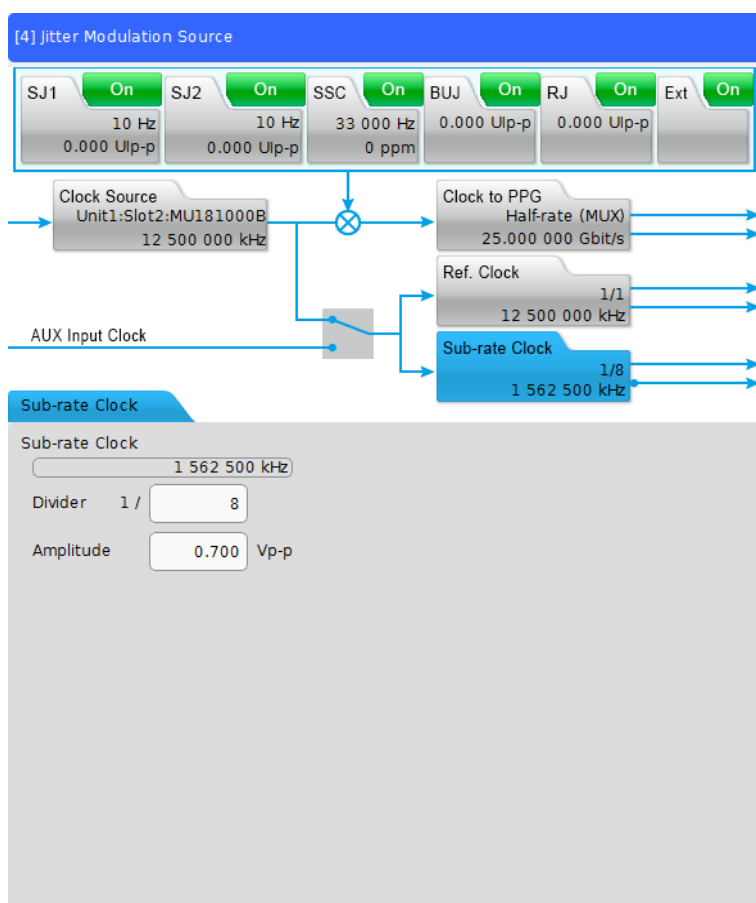 [4] Jitter Modulation Source
SJ1 On SJ2 On SSC On BUJ On RJ On Ext On
10 Hz 10 Hz 33 000 Hz 0.000 UIp-p 0.000 UIp-p
0.000 UIp-p 0.000 UIp-p 0 ppm
Clock Source
Unit1:Slot2:MU181000B
12 500 000 kHz
Clock to PPG
Half-rate (MUX)
25.000 000 Gbit/s
Ref. Clock
1/1
12 500 000 kHz
AUX Input Clock
Sub-rate Clock
1/8
1 562 500 kHz
Sub-rate Clock
Sub-rate Clock
1 562 500 kHz
Divider 1 / 8
Amplitude 0.700 Vp-p